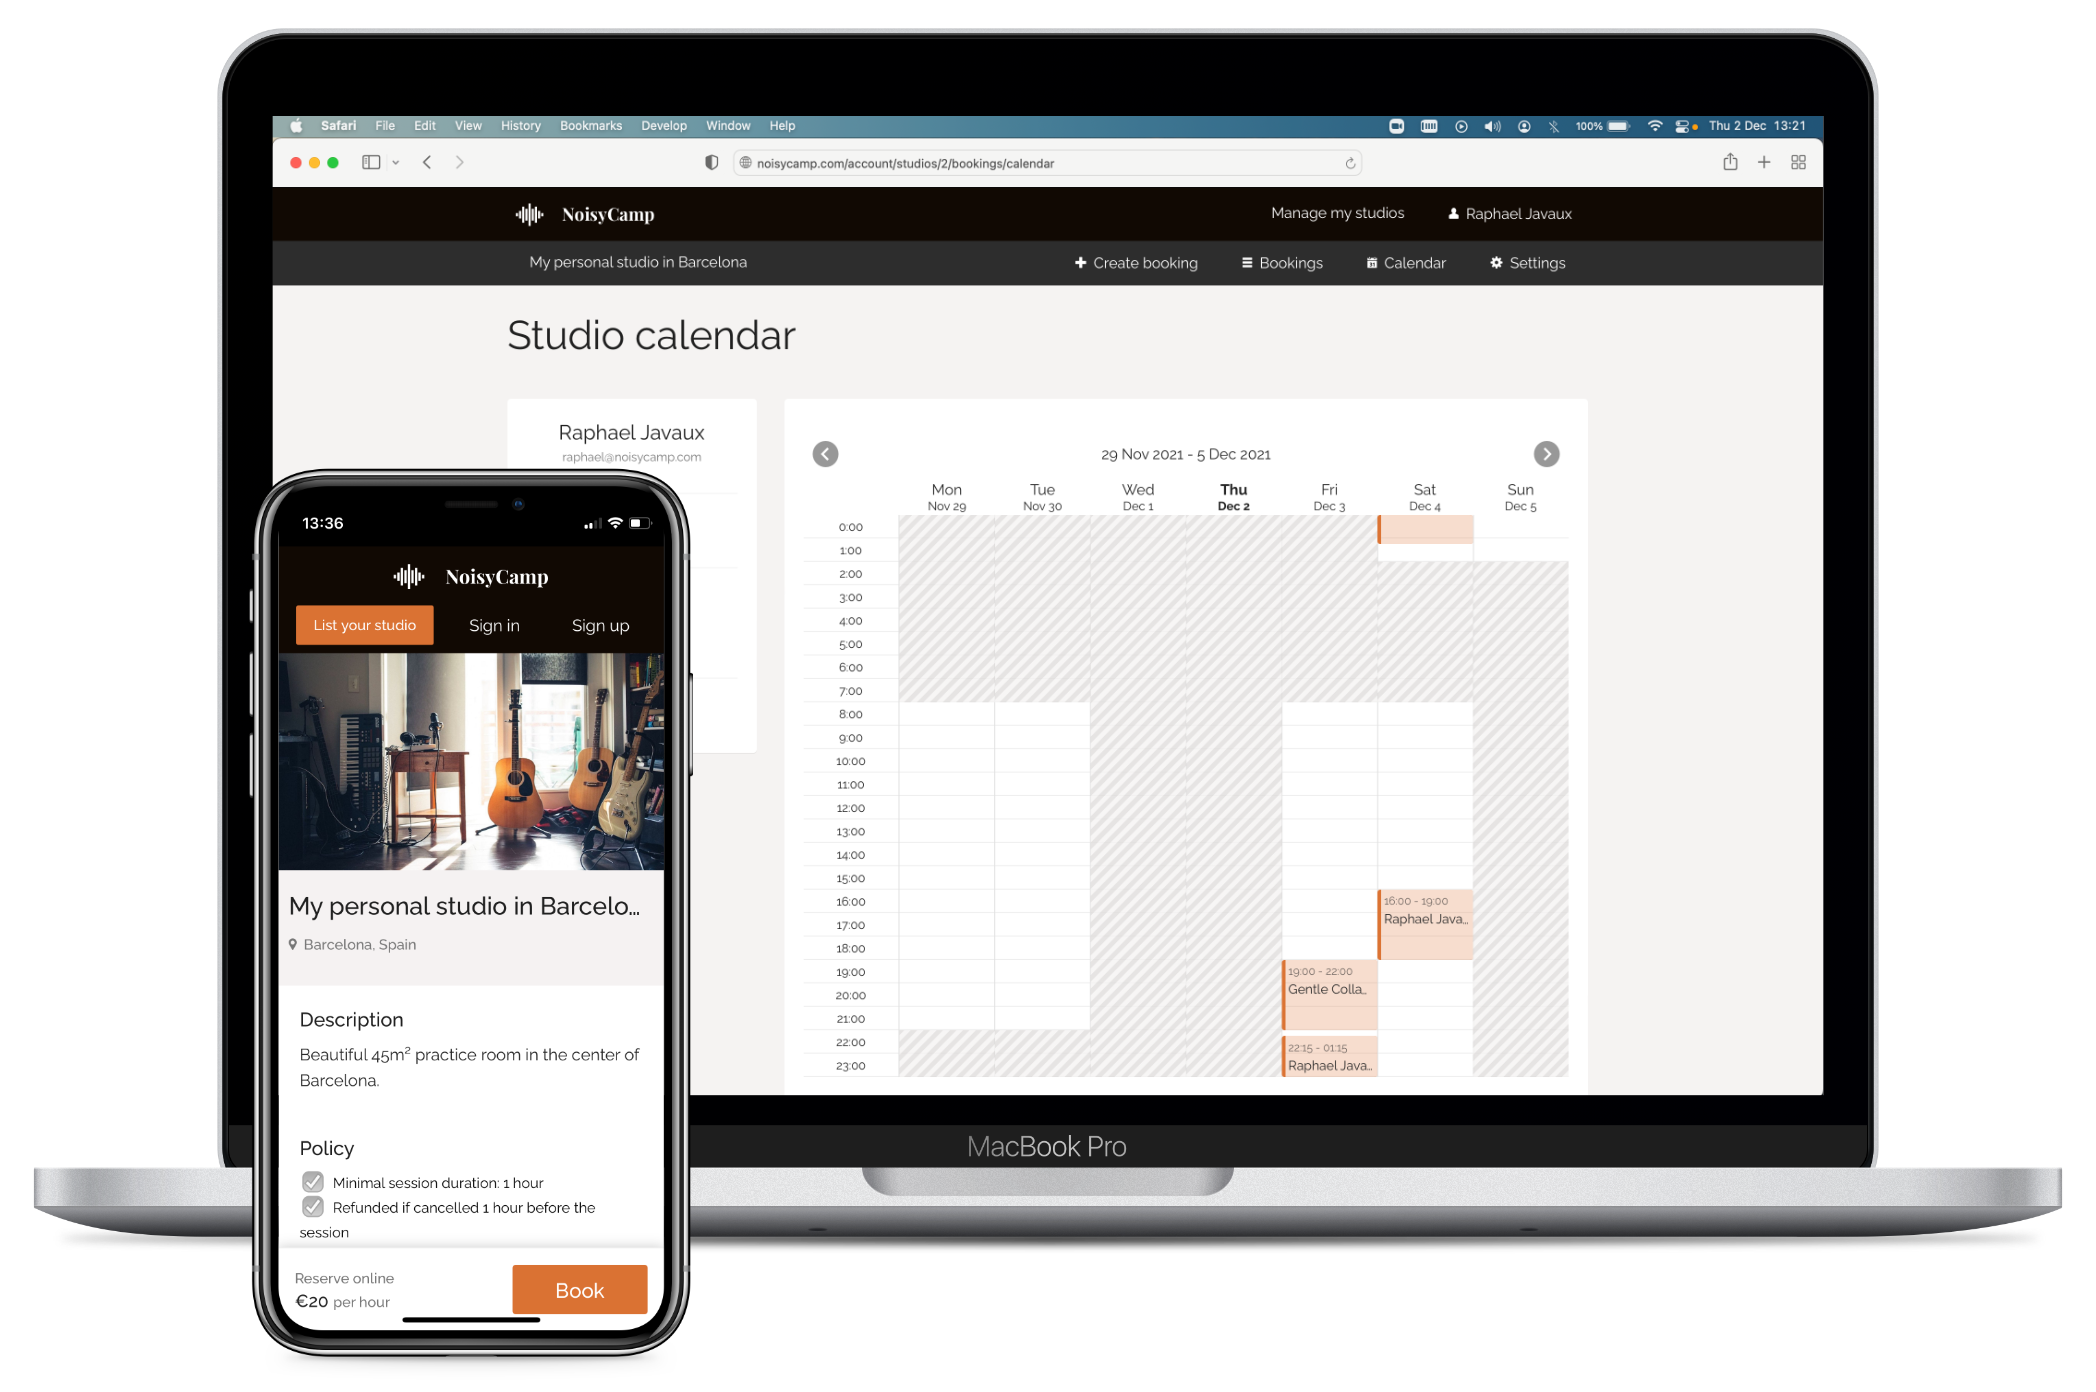 Safari File Edit View History Bookmarks Develop Window Help
100% Thu 2 Dec 13:21
noisycamp.com/account/studios/2/bookings/calendar
NoisyCamp
Manage my studios Raphael Javaux
My personal studio in Barcelona
Create booking Bookings Calendar Settings
Studio calendar
Raphael Javaux
raphael@noisycamp.com
29 Nov 2021 - 5 Dec 2021
Mon Tue Wed Thu Fri Sat Sun
Nov 29 Nov 30 Dec 1 Dec 2 Dec 3 Dec 4 Dec 5
0:00
1:00
2:00
3:00
4:00
5:00
6:00
7:00
8:00
9:00
10:00
11:00
12:00
13:00
14:00
15:00
16:00
17:00
18:00
19:00
20:00
21:00
22:00
23:00
16:00 - 19:00
Raphael Java...
19:00 - 22:00
Gentle Colla...
22:15 - 01:15
Raphael Java...
MacBook Pro
13:36
NoisyCamp
List your studio Sign in Sign up
My personal studio in Barcelo...
Barcelona, Spain
Description
Beautiful 45m² practice room in the center of
Barcelona.
Policy
Minimal session duration: 1 hour
Refunded if cancelled 1 hour before the
session
Reserve online
€20 per hour
Book